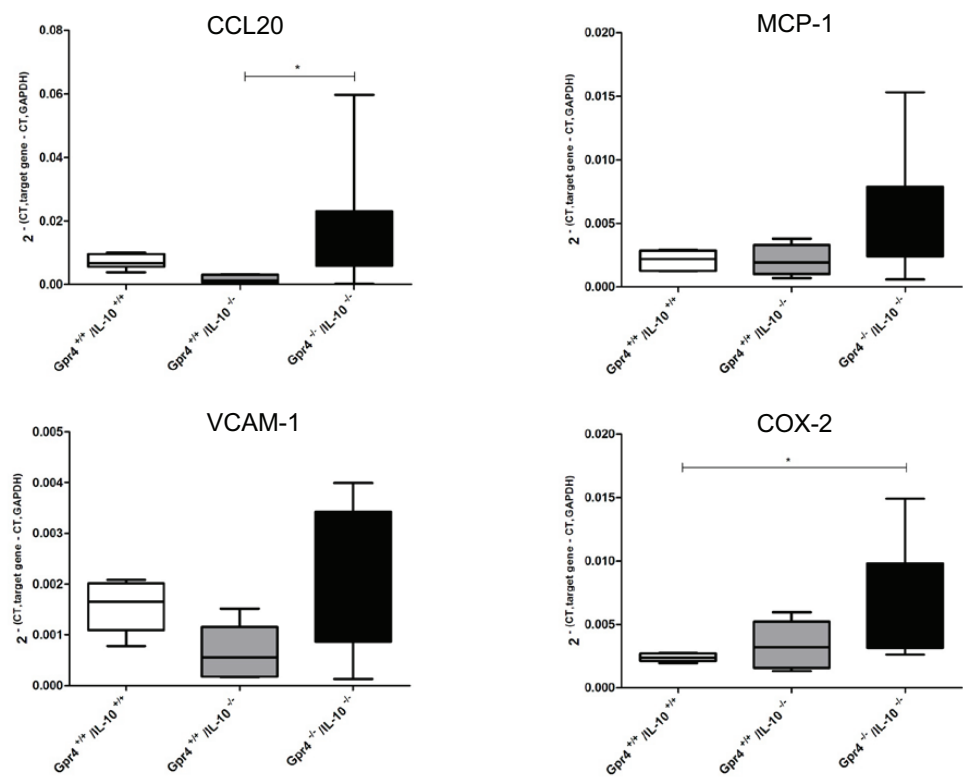 CCL20
2 - (CT,target gene - CT,GAPDH)
0.08
*
0.06
0.04
0.02
0.00
Gpr4 +/+ /IL-10 +/+
Gpr4 +/+ /IL-10 -/-
Gpr4 -/- /IL-10 -/-
MCP-1
2 - (CT,target gene - CT,GAPDH)
0.020
0.015
0.010
0.005
0.000
Gpr4 +/+ /IL-10 +/+
Gpr4 +/+ /IL-10 -/-
Gpr4 -/- /IL-10 -/-
VCAM-1
2 - (CT,target gene - CT,GAPDH)
0.005
0.004
0.003
0.002
0.001
0.000
Gpr4 +/+ /IL-10 +/+
Gpr4 +/+ /IL-10 -/-
Gpr4 -/- /IL-10 -/-
COX-2
2 - (CT,target gene - CT,GAPDH)
0.020
*
0.015
0.010
0.005
0.000
Gpr4 +/+ /IL-10 +/+
Gpr4 +/+ /IL-10 -/-
Gpr4 -/- /IL-10 -/-